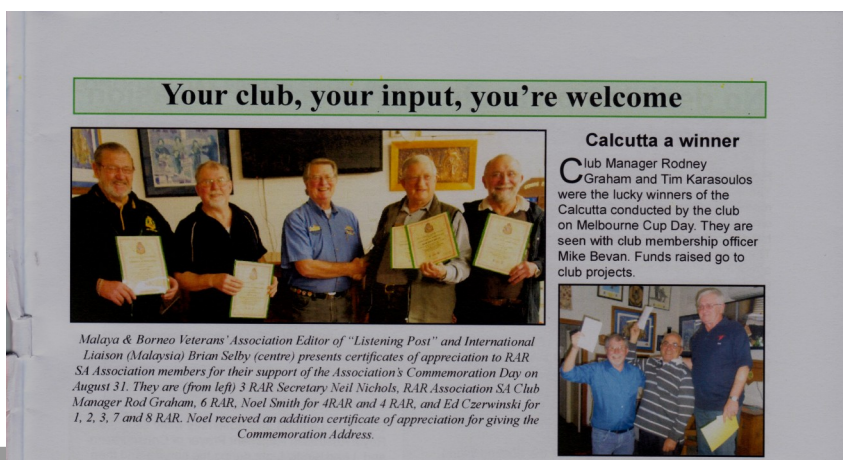 Your club, your input, you're welcome
Malaya & Borneo Veterans' Association Editor of "Listening Post" and International
Liaison (Malaysia) Brian Selby (centre) presents certificates of appreciation to RAR
SA Association members for their support of the Association's Commemoration Day on
August 31. They are (from left) 3 RAR Secretary Neil Nichols, RAR Association SA Club
Manager Rod Graham, 6 RAR, Noel Smith for 4RAR and 4 RAR, and Ed Czerwinski for
1, 2, 3, 7 and 8 RAR. Noel received an addition certificate of appreciation for giving the
Commemoration Address.
Calcutta a winner
Club Manager Rodney
Graham and Tim Karasoulos
were the lucky winners of the
Calcutta conducted by the club
on Melbourne Cup Day. They are
seen with club membership officer
Mike Bevan. Funds raised go to
club projects.